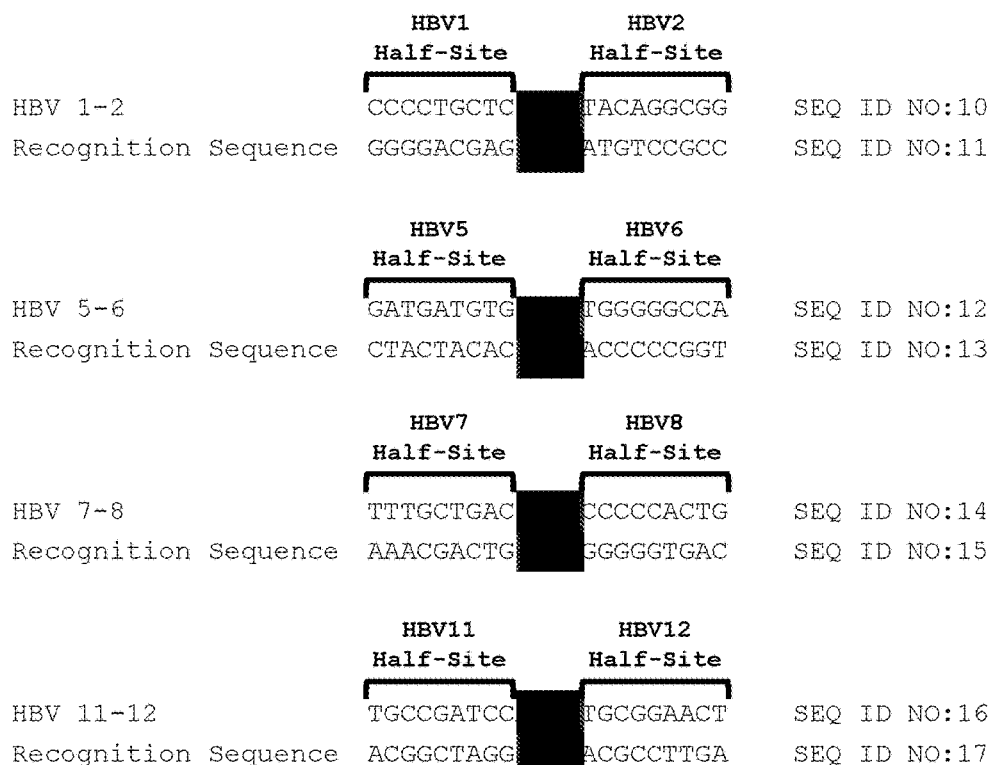 HBV1 HBV2
Half-Site Half-Site
HBV 1-2 CCCCTGCTC TACAGGCGG SEQ ID NO:10
Recognition Sequence GGGGACGAG ATGTCCGCC SEQ ID NO:11
HBV5 HBV6
Half-Site Half-Site
HBV 5-6 GATGATGTG TGGGGGCCA SEQ ID NO:12
Recognition Sequence CTACTACAC ACCCCCGGT SEQ ID NO:13
HBV7 HBV8
Half-Site Half-Site
HBV 7-8 TTTGCTGAC CCCCCACTG SEQ ID NO:14
Recognition Sequence AAACGACTG GGGGGTGAC SEQ ID NO:15
HBV11 HBV12
Half-Site Half-Site
HBV 11-12 TGCCGATCC TGCGGAACT SEQ ID NO:16
Recognition Sequence ACGGCTAGG ACGCCTTGA SEQ ID NO:17